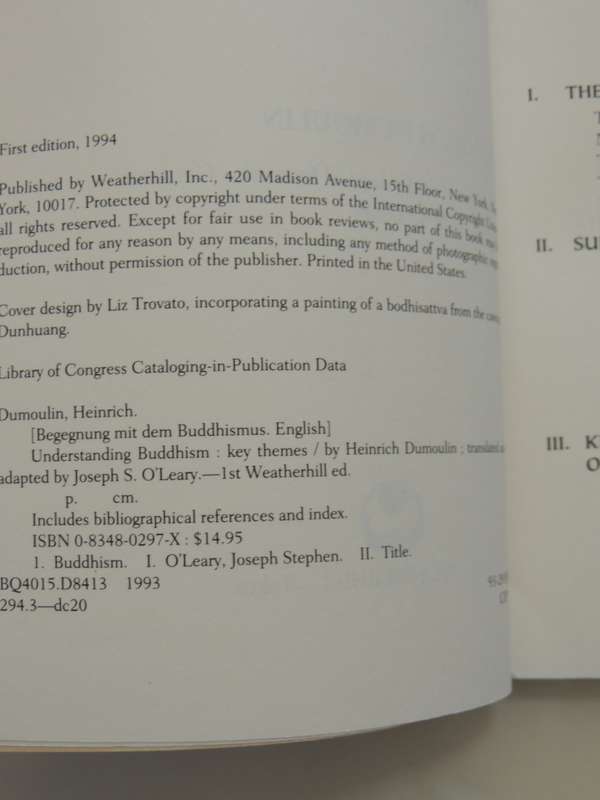 First edition, 1994
Published by Weatherhill, Inc., 420 Madison Avenue, 15th Floor, New York, New
York, 10017. Protected by copyright under terms of the International Copyright
all rights reserved. Except for fair use in book reviews, no part of this book
reproduced for any reason by any means, including any method of photographic
duction, without permission of the publisher. Printed in the United States.
Cover design by Liz Trovato, incorporating a painting of a bodhisattva from the
Dunhuang.
Library of Congress Cataloging-in-Publication Data
Dumoulin, Heinrich.
[Begegnung mit dem Buddhismus. English]
Understanding Buddhism : key themes / by Heinrich Dumoulin ; translated
adapted by Joseph S. O'Leary.—1st Weatherhill ed.
p. cm.
Includes bibliographical references and index.
ISBN 0-8348-0297-X : $14.95
1. Buddhism. I. O'Leary, Joseph Stephen. II. Title.
BQ4015.D8413 1993
294.3—dc20
I. THE
II. SU
III. K
O